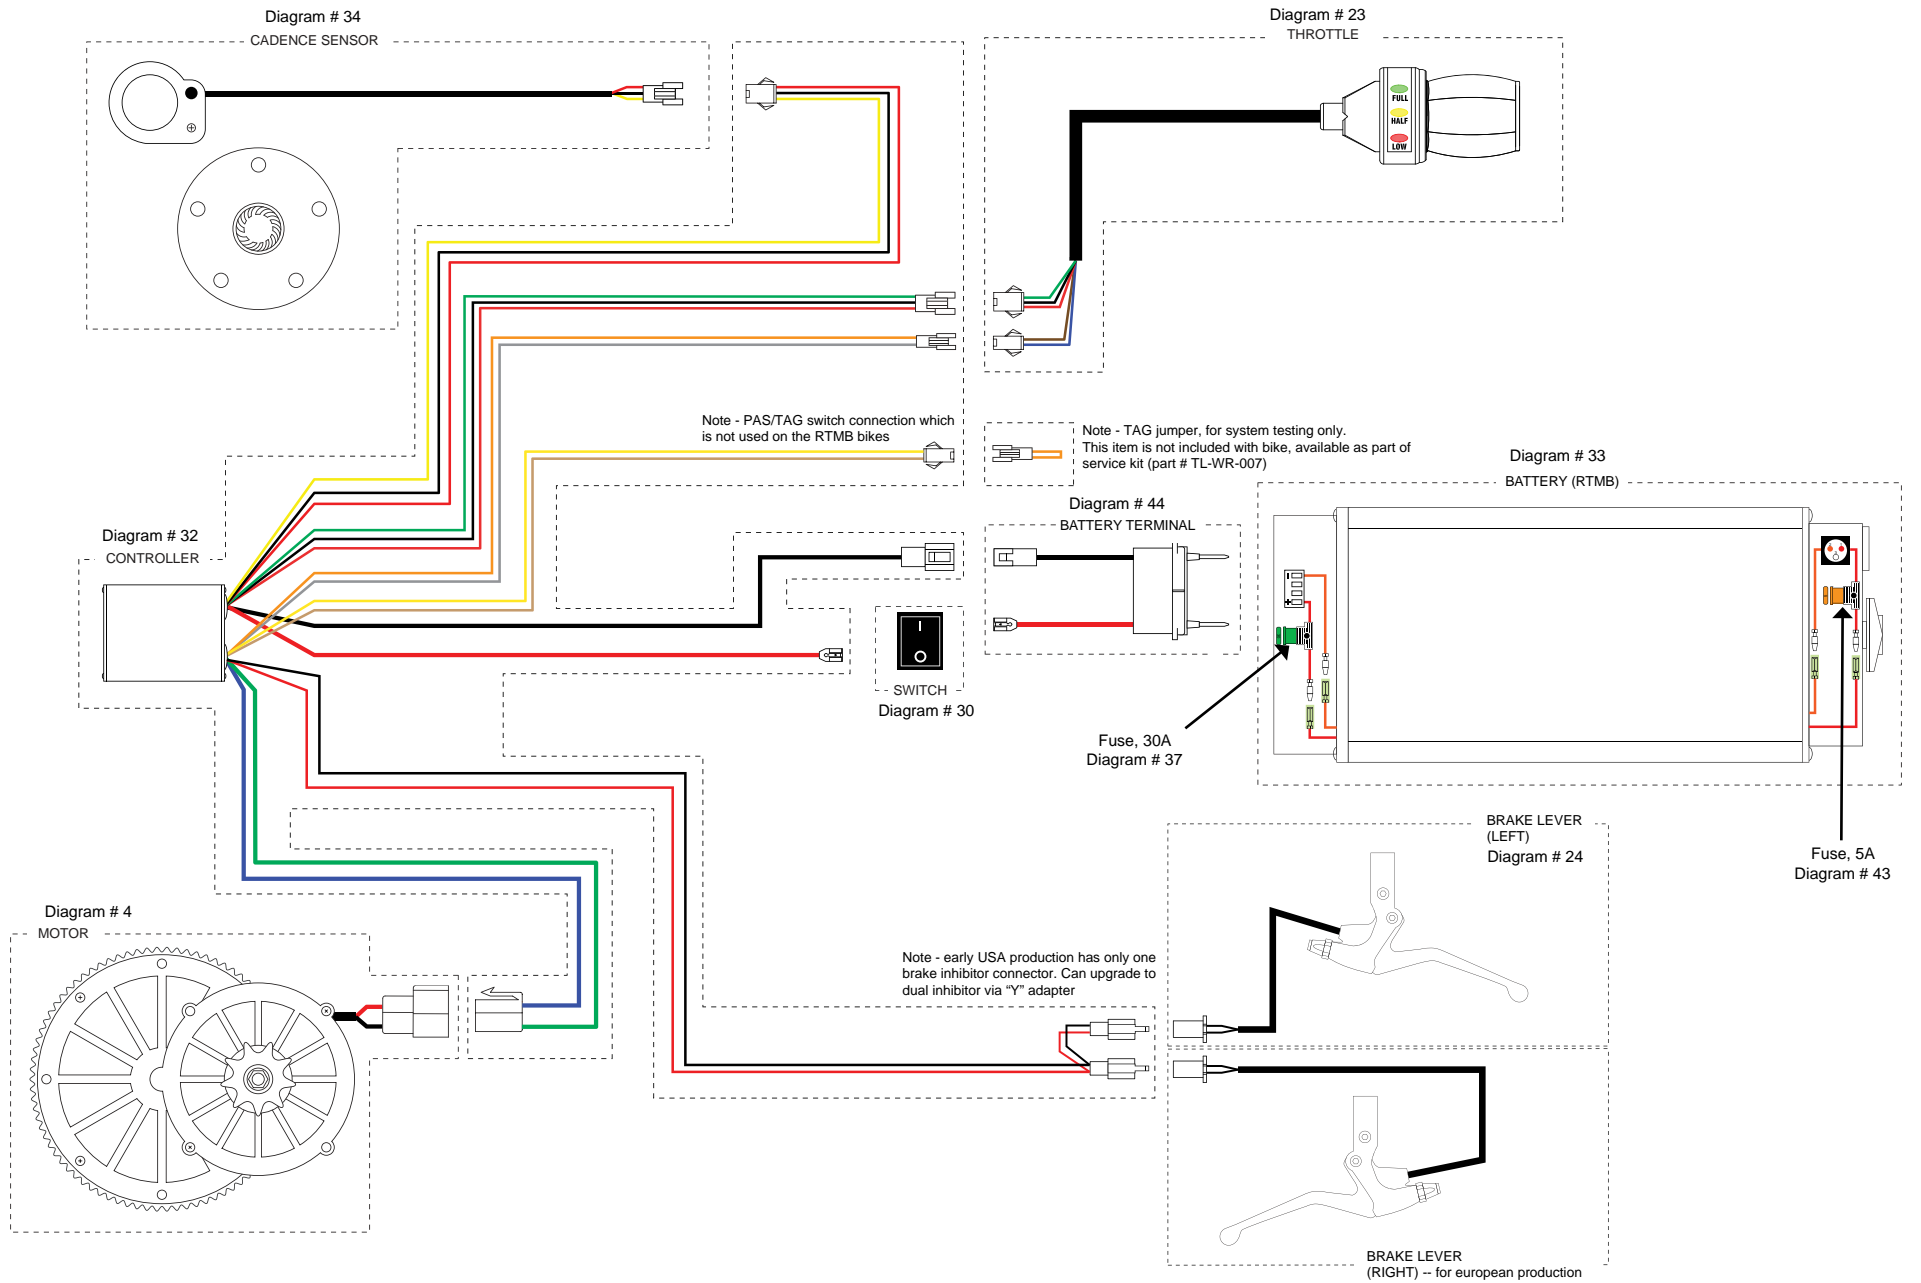 Diagram # 34
CADENCE SENSOR
Diagram # 23
THROTTLE
FULL
HALF
LOW
Note - PAS/TAG switch connection which
is not used on the RTMB bikes
Note - TAG jumper, for system testing only.
This item is not included with bike, available as part of
service kit (part # TL-WR-007)
Diagram # 33
BATTERY (RTMB)
Diagram # 44
BATTERY TERMINAL
Diagram # 32
CONTROLLER
SWITCH
Diagram # 30
Fuse, 30A
Diagram # 37
Fuse, 5A
Diagram # 43
BRAKE LEVER
(LEFT)
Diagram # 24
Diagram # 4
MOTOR
Note - early USA production has only one
brake inhibitor connector. Can upgrade to
dual inhibitor via “Y” adapter
BRAKE LEVER
(RIGHT) -- for european production